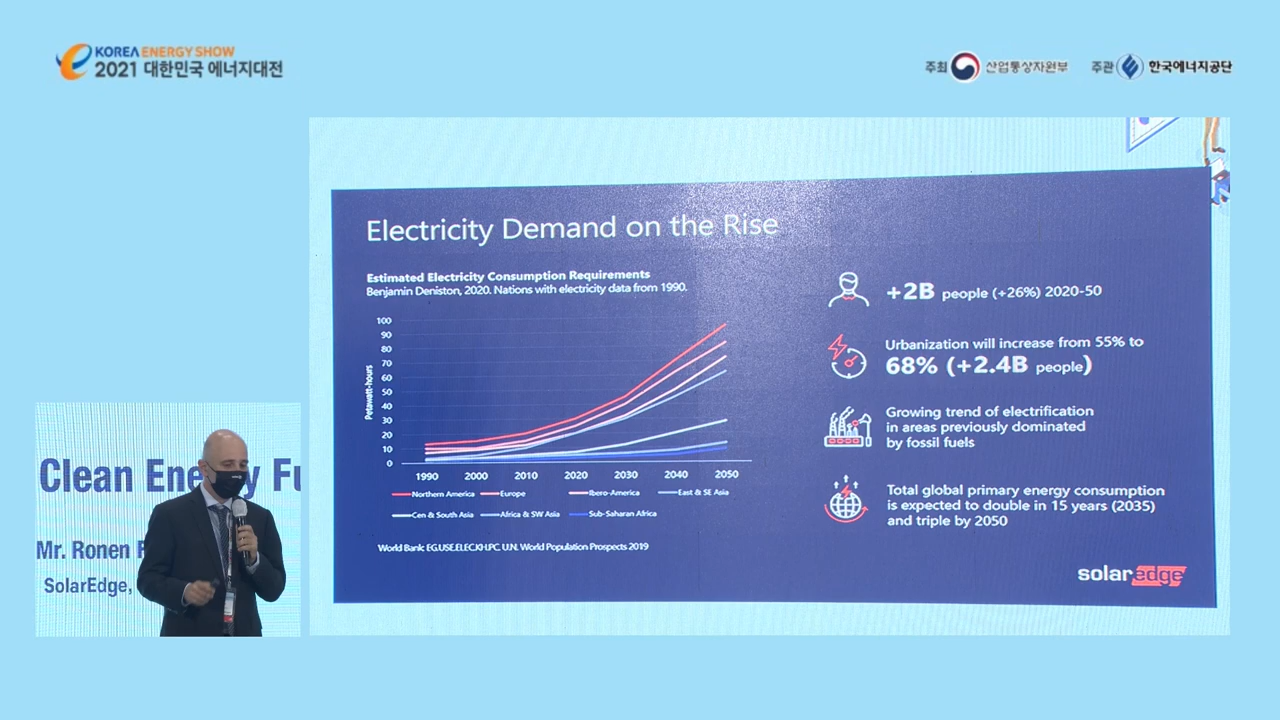 KOREA ENERGY SHOW
2021 대한민국 에너지대전
주최 산업통상자원부
주관 한국에너지공단
Electricity Demand on the Rise
Estimated Electricity Consumption Requirements
Benjamin Deniston, 2020. Nations with electricity data from 1990.
Petawatt-hours
100
90
80
70
60
50
40
30
20
10
0
1990 2000 2010 2020 2030 2040 2050
Northern America Europe Ibero-America East & SE Asia
Cen & South Asia Africa & SW Asia Sub-Saharan Africa
World Bank: EG.USE.ELEC.KH.PC. U.N. World Population Prospects 2019
+2B people (+26%) 2020-50
Urbanization will increase from 55% to
68% (+2.4B people)
Growing trend of electrification
in areas previously dominated
by fossil fuels
Total global primary energy consumption
is expected to double in 15 years (2035)
and triple by 2050
solaredge
Clean
Mr. Ronen
SolarEdge,